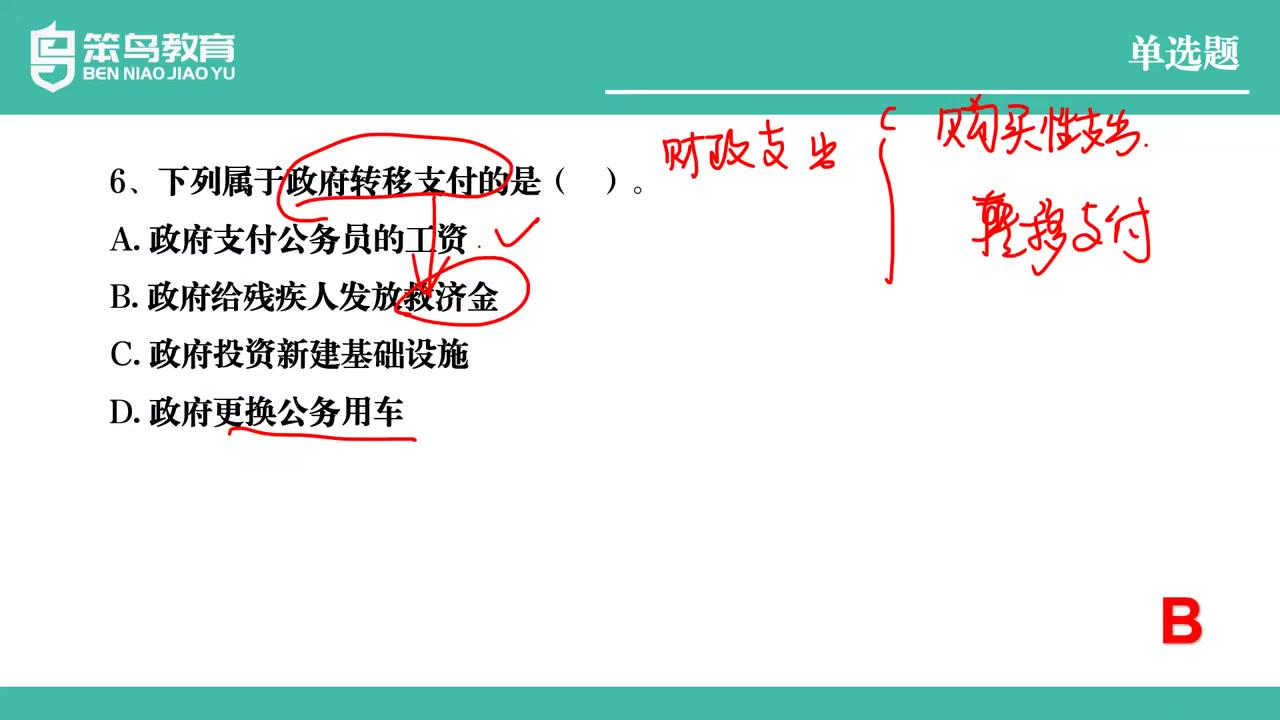 笨鸟教育
BEN NIAO JIAO YU
单选题
6、下列属于政府转移支付的是（ ）。
A. 政府支付公务员的工资
B. 政府给残疾人发放救济金
C. 政府投资新建基础设施
D. 政府更换公务用车
财政支出
购买性支出
转移支付
B